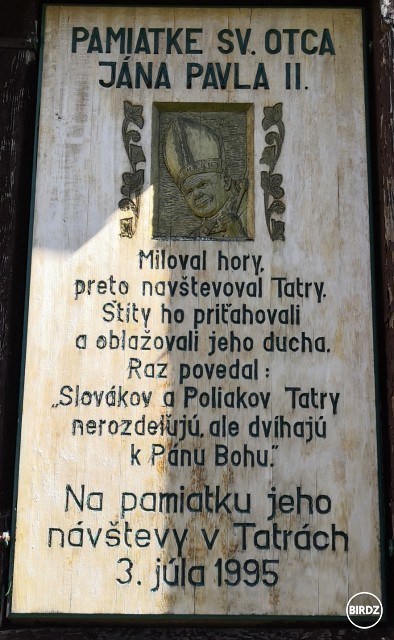 PAMIATKE SV. OTCA
JÁNA PAVLA II.
Miloval hory,
preto navštevoval Tatry.
Štíty ho priťahovali
a oblažovali jeho ducha.
Raz povedal:
„Slovákov a Poliakov Tatry
nerozdeľujú, ale dvíhajú
k Pánu Bohu."
Na pamiatku jeho
návštevy v Tatrách
3. júla 1995
BIRDZ